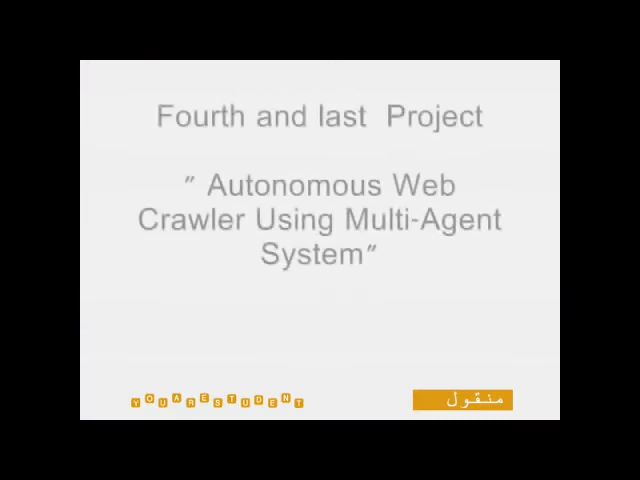 Fourth and last Project
" Autonomous Web
Crawler Using Multi-Agent
System"
YOUARESTUDENT
منقول